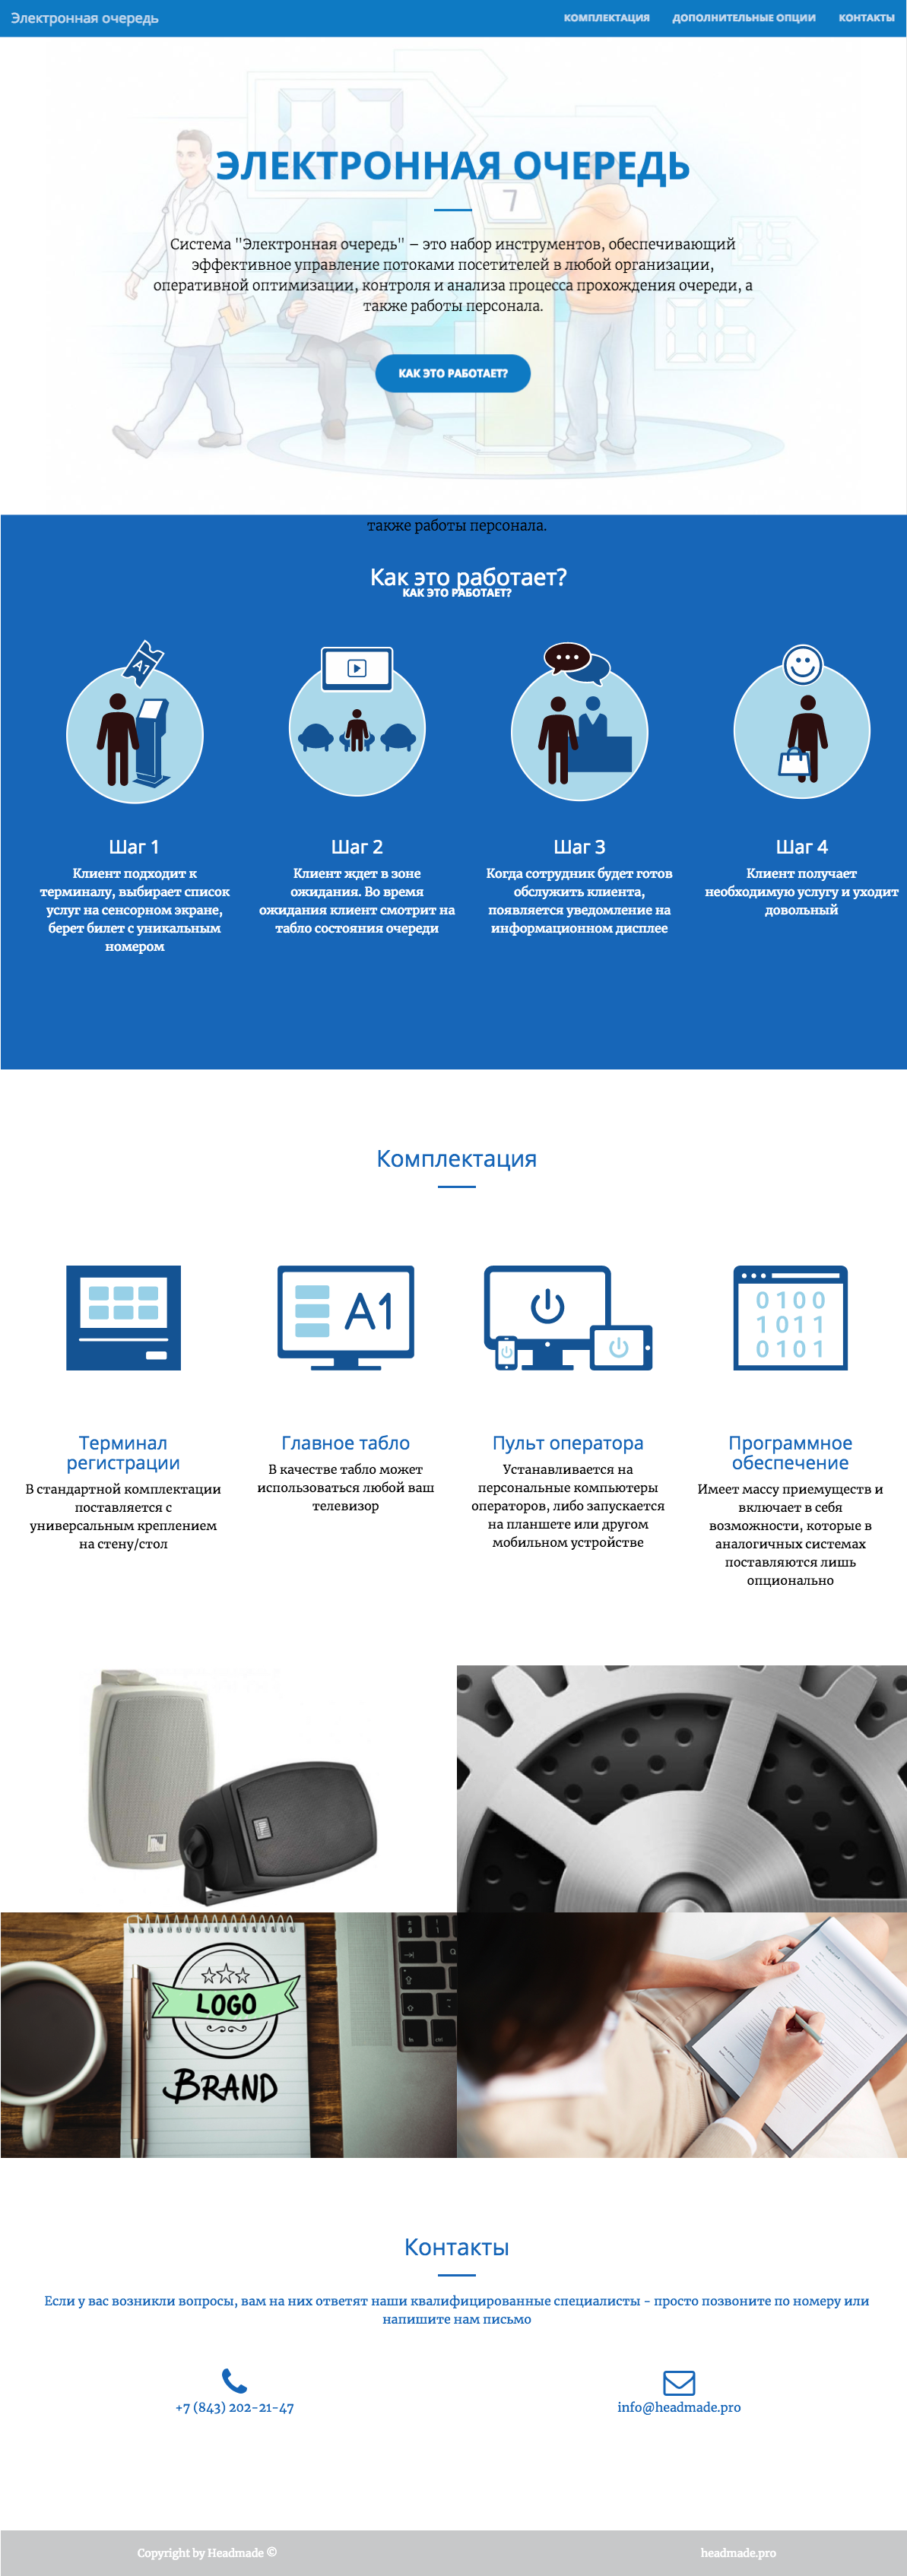 Электронная очередь
КОМПЛЕКТАЦИЯ ДОПОЛНИТЕЛЬНЫЕ ОПЦИИ КОНТАКТЫ
07
05
06
7
ЭЛЕКТРОННАЯ ОЧЕРЕДЬ
Система "Электронная очередь" – это набор инструментов, обеспечивающий
эффективное управление потоками посетителей в любой организации,
оперативной оптимизации, контроля и анализа процесса прохождения очереди, а
также работы персонала.
КАК ЭТО РАБОТАЕТ?
также работы персонала.
Как это работает?
КАК ЭТО РАБОТАЕТ?
A1
Шаг 1
Клиент подходит к
терминалу, выбирает список
услуг на сенсорном экране,
берет билет с уникальным
номером
Шаг 2
Клиент ждет в зоне
ожидания. Во время
ожидания клиент смотрит на
табло состояния очереди
Шаг 3
Когда сотрудник будет готов
обслужить клиента,
появляется уведомление на
информационном дисплее
Шаг 4
Клиент получает
необходимую услугу и уходит
довольный
Комплектация
A1
0100
1011
0101
Терминал
регистрации
В стандартной комплектации
поставляется с
универсальным креплением
на стену/стол
Главное табло
В качестве табло может
использоваться любой ваш
телевизор
Пульт оператора
Устанавливается на
персональные компьютеры
операторов, либо запускается
на планшете или другом
мобильном устройстве
Программное
обеспечение
Имеет массу приемуществ и
включает в себя
возможности, которые в
аналогичных системах
поставляются лишь
опционально
LOGO
BRAND
Контакты
Если у вас возникли вопросы, вам на них ответят наши квалифицированные специалисты - просто позвоните по номеру или
напишите нам письмо
+7 (843) 202-21-47
info@headmade.pro
Copyright by Headmade ©
headmade.pro